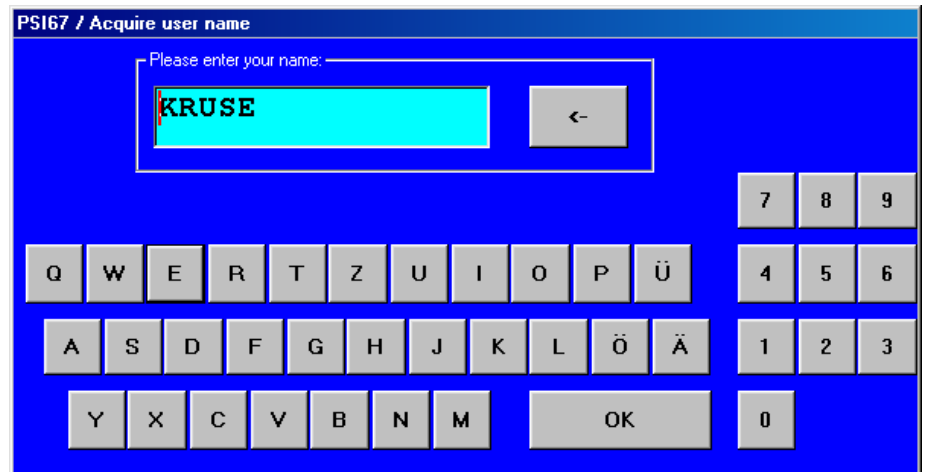 PSI67 / Acquire user name
Please enter your name:
KRUSE
<-
7 8 9
Q W E R T Z U I O P Ü 4 5 6
A S D F G H J K L Ö Ä 1 2 3
Y X C V B N M OK 0